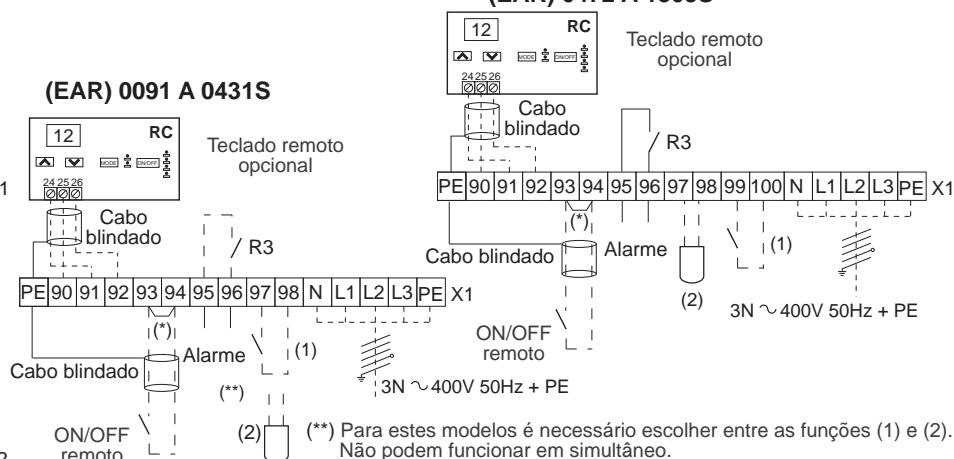 12 RC
MODE ON/OFF
24 25 26
Teclado remoto
opcional
Cabo
blindado
R3
PE 90 91 92 93 94 95 96 97 98 99 100 N L1 L2 L3 PE X1
(*)
Cabo blindado
Alarme
(1)
(2)
3N ~ 400V 50Hz + PE
ON/OFF
remoto
(EAR) 0091 A 0431S
12 RC
MODE ON/OFF
24 25 26
Teclado remoto
opcional
1
Cabo
blindado
R3
PE 90 91 92 93 94 95 96 97 98 N L1 L2 L3 PE X1
(*)
Cabo blindado
Alarme
(1)
(**)
3N ~ 400V 50Hz + PE
ON/OFF
remoto
(2)
(**) Para estes modelos é necessário escolher entre as funções (1) e (2).
Não podem funcionar em simultâneo.